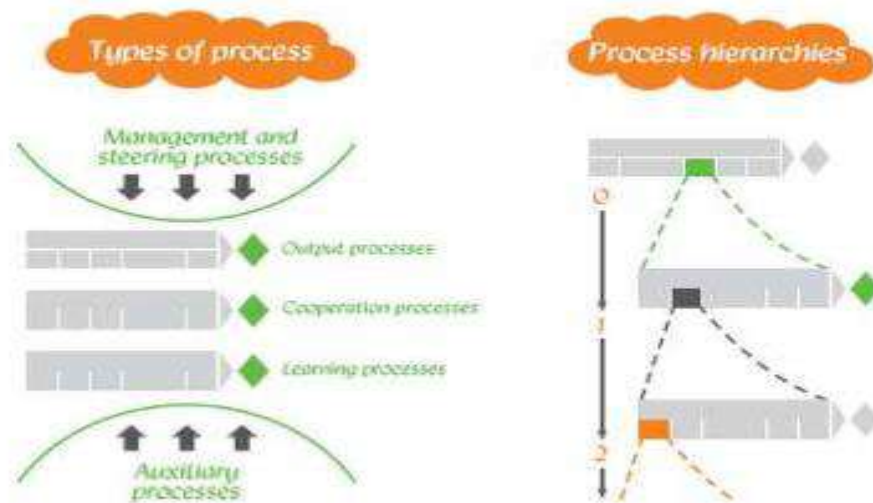 Types of process
Management and
steering processes
Output processes
Cooperation processes
Learning processes
Auxiliary
processes
Process hierarchies
0
1
2